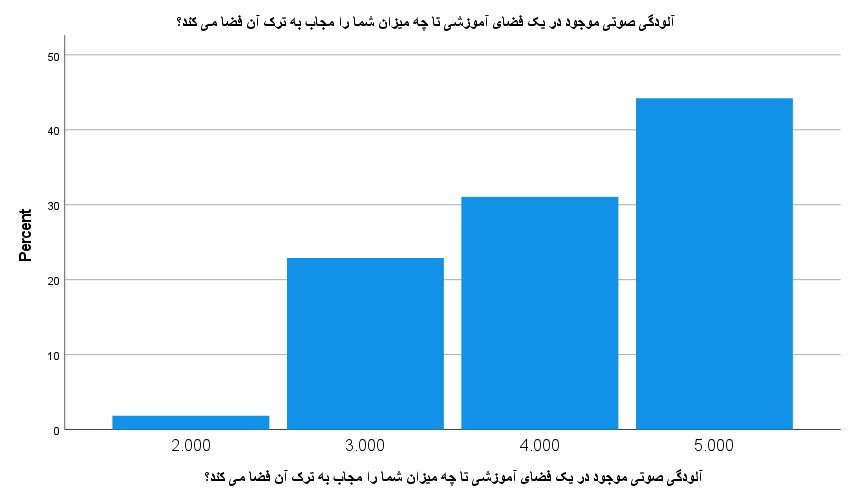 آلودگی صوتی موجود در یک فضای آموزشی تا چه میزان شما را مجاب به ترک آن فضا می کند؟
50
40
30
20
10
0
Percent
2.000 3.000 4.000 5.000
آلودگی صوتی موجود در یک فضای آموزشی تا چه میزان شما را مجاب به ترک آن فضا می کند؟